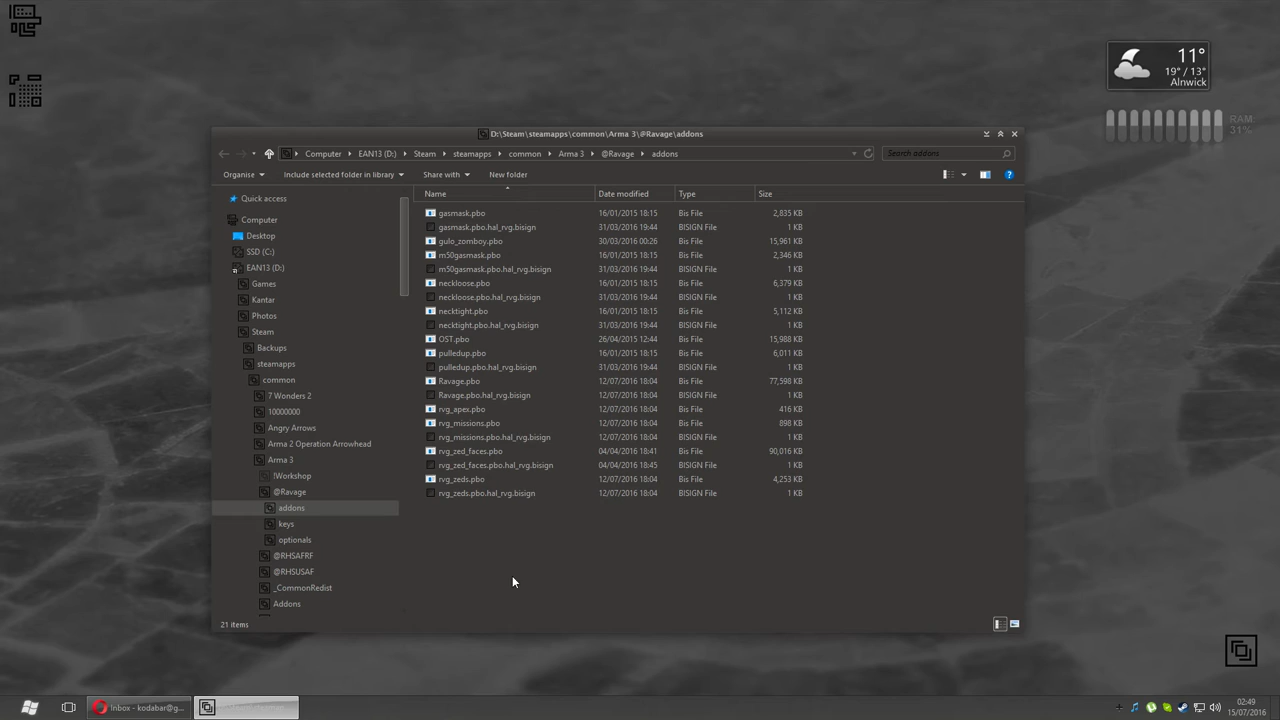 11°
19° / 13°
Alnwick
RAM
31%
D:\Steam\steamapps\common\Arma 3\@Ravage\addons
Computer EAN13 (D:) Steam steamapps common Arma 3 @Ravage addons
Search addons
Organise Include selected folder in library Share with New folder
Name Date modified Type Size
Quick access
Computer
Desktop
SSD (C:)
EAN13 (D:)
Games
Kantar
Photos
Steam
Backups
steamapps
common
7 Wonders 2
10000000
Angry Arrows
Arma 2 Operation Arrowhead
Arma 3
!Workshop
@Ravage
addons
keys
optionals
@RHSAFRF
@RHSUSAF
_CommonRedist
Addons
gasmask.pbo 16/01/2015 18:15 Bis File 2,835 KB
gasmask.pbo.hal_rvg.bisign 31/03/2016 19:44 BISIGN File 1 KB
gulo_zomboy.pbo 30/03/2016 00:26 Bis File 15,961 KB
m50gasmask.pbo 16/01/2015 18:15 Bis File 2,346 KB
m50gasmask.pbo.hal_rvg.bisign 31/03/2016 19:44 BISIGN File 1 KB
neckloose.pbo 16/01/2015 18:15 Bis File 6,379 KB
neckloose.pbo.hal_rvg.bisign 31/03/2016 19:44 BISIGN File 1 KB
necktight.pbo 16/01/2015 18:15 Bis File 5,112 KB
necktight.pbo.hal_rvg.bisign 31/03/2016 19:44 BISIGN File 1 KB
OST.pbo 26/04/2015 12:44 Bis File 15,988 KB
pulledup.pbo 16/01/2015 18:15 Bis File 6,011 KB
pulledup.pbo.hal_rvg.bisign 31/03/2016 19:44 BISIGN File 1 KB
Ravage.pbo 12/07/2016 18:04 Bis File 77,598 KB
Ravage.pbo.hal_rvg.bisign 12/07/2016 18:04 BISIGN File 1 KB
rvg_apex.pbo 12/07/2016 18:04 Bis File 416 KB
rvg_missions.pbo 12/07/2016 18:04 Bis File 898 KB
rvg_missions.pbo.hal_rvg.bisign 12/07/2016 18:04 BISIGN File 1 KB
rvg_zed_faces.pbo 04/04/2016 18:41 Bis File 90,016 KB
rvg_zed_faces.pbo.hal_rvg.bisign 04/04/2016 18:45 BISIGN File 1 KB
rvg_zeds.pbo 12/07/2016 18:04 Bis File 4,253 KB
rvg_zeds.pbo.hal_rvg.bisign 12/07/2016 18:04 BISIGN File 1 KB
21 items
Inbox - kodabar@g...
02:49
15/07/2016